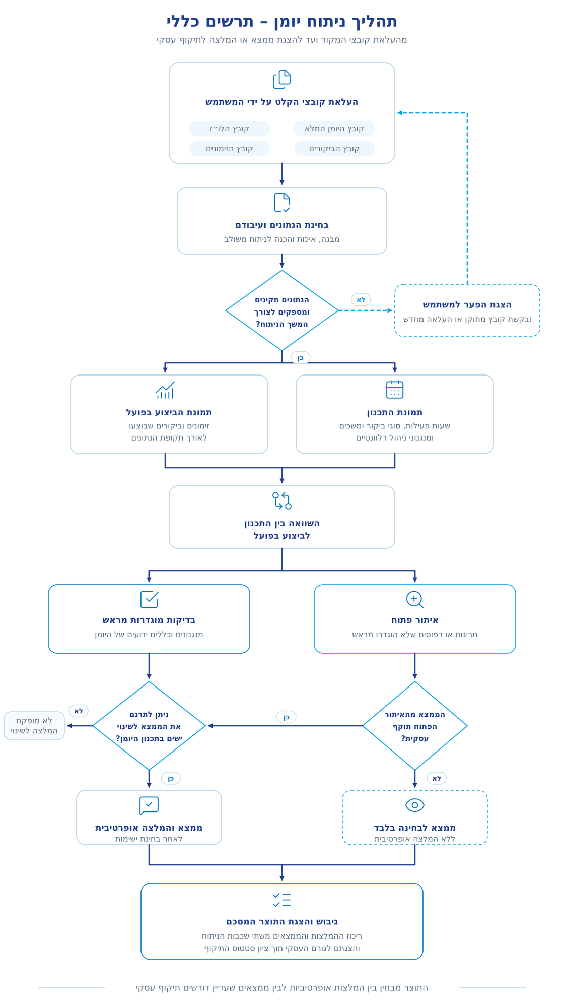 תהליך ניתוח יומן – תרשים כללי
מהעלאת קובצי המקור ועד להצגת ממצא או המלצה לתיקוף עסקי
העלאת קובצי הקלט על ידי המשתמש
קובץ היומן המלא
קובץ הלו״ז
קובץ הביקורים
קובץ הזימונים
בחינת הנתונים ועיבודם
מבנה, איכות והכנה לניתוח משולב
הנתונים תקינים
ומספקים לצורך
המשך הניתוח?
לא
הצגת הפער למשתמש
ובקשת קובץ מתוקן או העלאה מחדש
כן
תמונת התכנון
שעות פעילות, סוגי ביקור ומשכים
ומנגנוני ניהול רלוונטיים
תמונת הביצוע בפועל
זימונים וביקורים שבוצעו
לאורך תקופת הנתונים
השוואה בין התכנון
לביצוע בפועל
איתור פתוח
חריגות או דפוסים שלא הוגדרו מראש
בדיקות מוגדרות מראש
מנגנונים וכללים ידועים של היומן
הממצא מהאיתור
הפתוח תוקף
עסקית?
כן
ניתן לתרגם
את הממצא לשינוי
ישים בתכנון היומן?
לא
לא מופקת
המלצה לשינוי
לא
כן
ממצא לבחינה בלבד
ללא המלצה אופרטיבית
ממצא והמלצה אופרטיבית
לאחר בחינת ישימות
גיבוש והצגת התוצר המסכם
ריכוז ההמלצות והממצאים משתי שכבות הניתוח
והצגתם לגורם העסקי תוך ציון סטטוס התיקוף
התוצר מבחין בין המלצות אופרטיביות לבין ממצאים שעדיין דורשים תיקוף עסקי